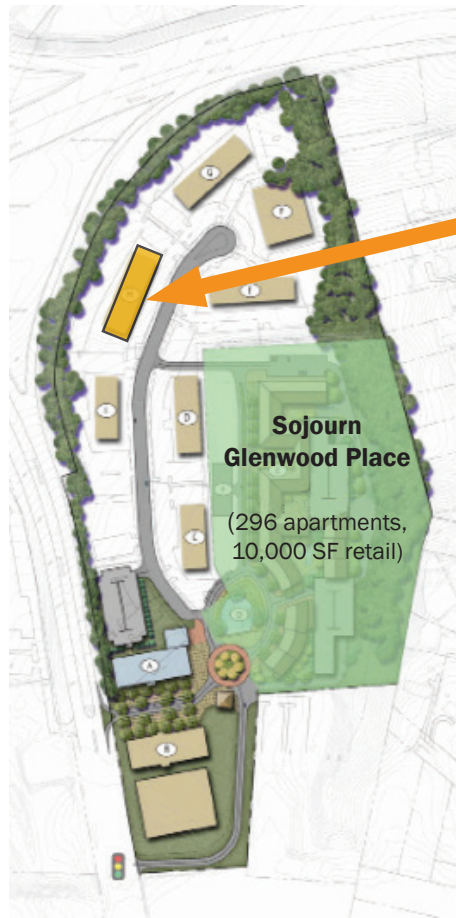 G
F
E
D
C
Sojourn
Glenwood Place
(296 apartments,
10,000 SF retail)
A
B